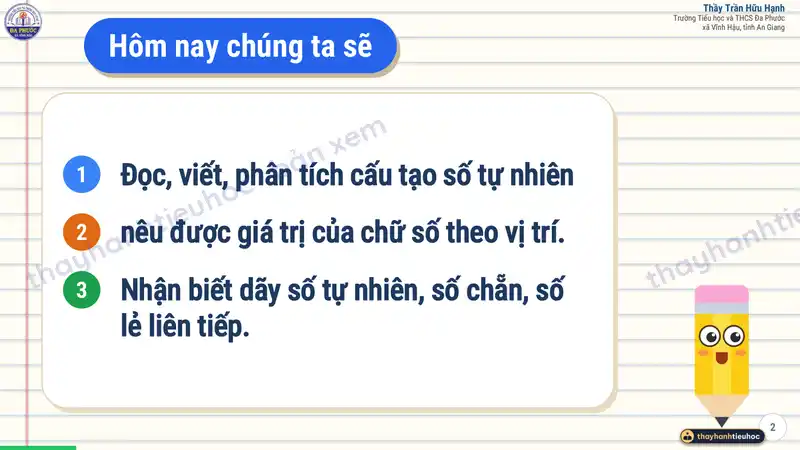 Thầy Trần Hữu Hạnh
Trường Tiểu học và THCS Đa Phước
xã Vĩnh Hậu, tỉnh An Giang
ĐA PHƯỚC
Hôm nay chúng ta sẽ
1 Đọc, viết, phân tích cấu tạo số tự nhiên
2 nêu được giá trị của chữ số theo vị trí.
3 Nhận biết dãy số tự nhiên, số chẵn, số
lẻ liên tiếp.
thayhanhtieuhoc
2